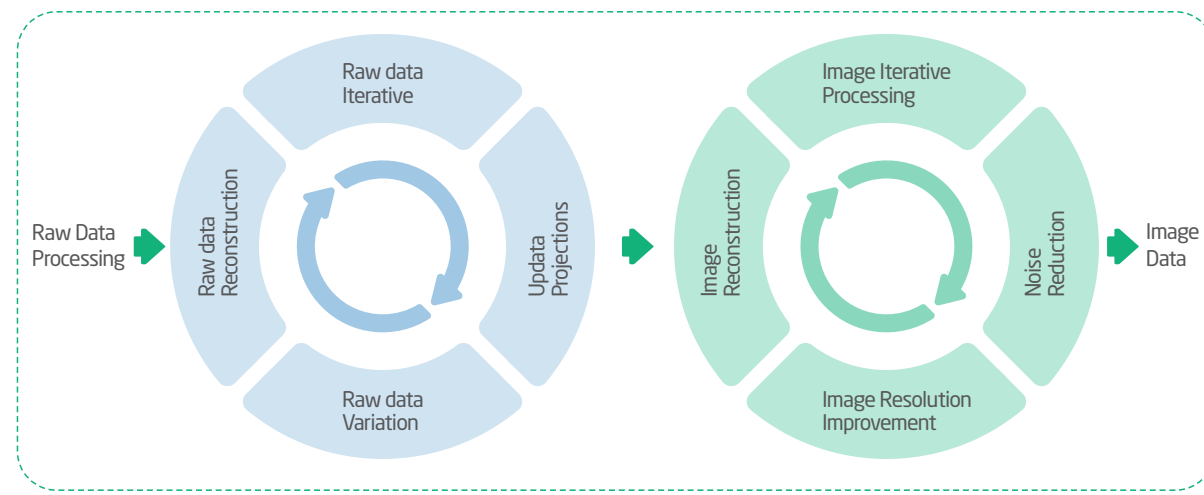 Raw Data
Processing
Raw data
Reconstruction
Raw data
Iterative
Updata
Projections
Raw data
Variation
Image
Reconstruction
Image Iterative
Processing
Noise
Reduction
Image Resolution
Improvement
Image
Data